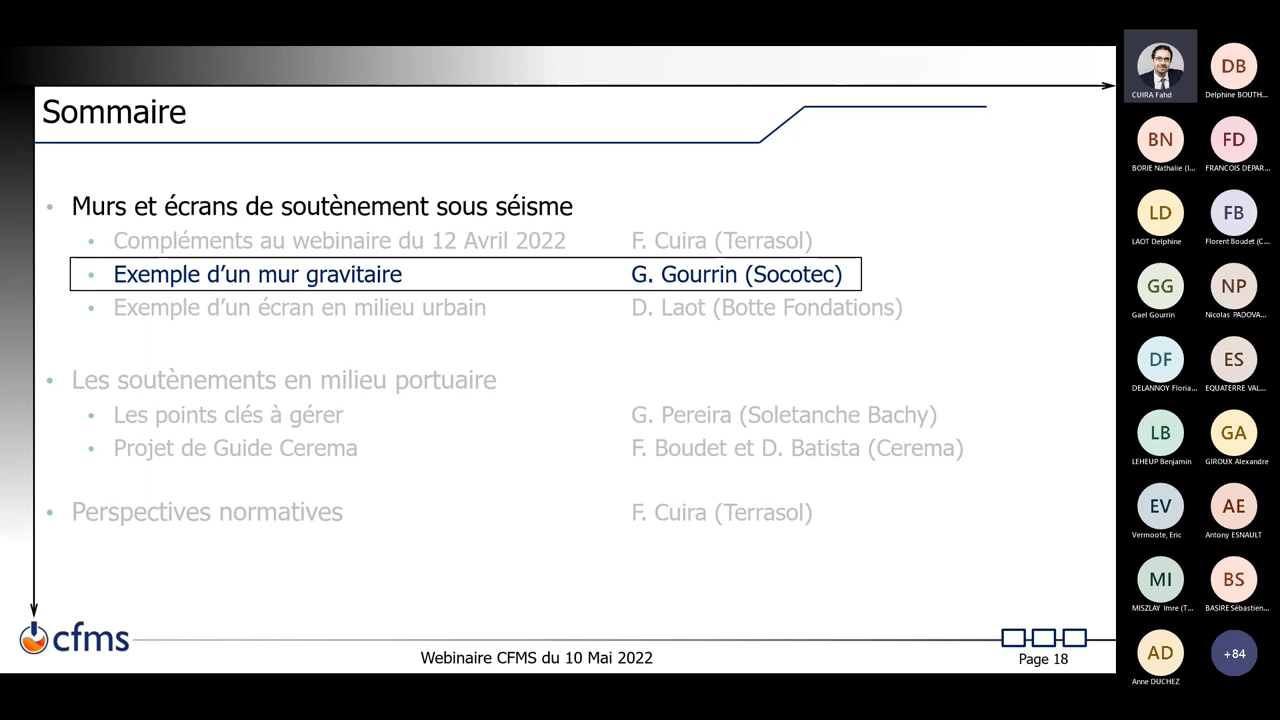 Sommaire
• Murs et écrans de soutènement sous séisme
• Compléments au webinaire du 12 Avril 2022 F. Cuira (Terrasol)
• Exemple d'un mur gravitaire G. Gourrin (Socotec)
• Exemple d'un écran en milieu urbain D. Laot (Botte Fondations)
• Les soutènements en milieu portuaire
• Les points clés à gérer G. Pereira (Soletanche Bachy)
• Projet de Guide Cerema F. Boudet et D. Batista (Cerema)
• Perspectives normatives F. Cuira (Terrasol)
cfms
Webinaire CFMS du 10 Mai 2022
Page 18
CUIRA Fahd
DB
Delphine BOUTH...
BN
BORIE Nathalie (I...
FD
FRANCOIS DEPAR...
LD
LAOT Delphine
FB
Florent Boudet (C...
GG
Gael Gourrin
NP
Nicolas PADOVA...
DF
DELANNOY Floria...
ES
EQUATERRE VAL...
LB
LEHEUP Benjamin
GA
GIROUX Alexandre
EV
Vermoote, Eric
AE
Antony ESNAULT
MI
MISZLAY Imre (T...
BS
BASIRE Sébastien...
AD
Anne DUCHEZ
+84